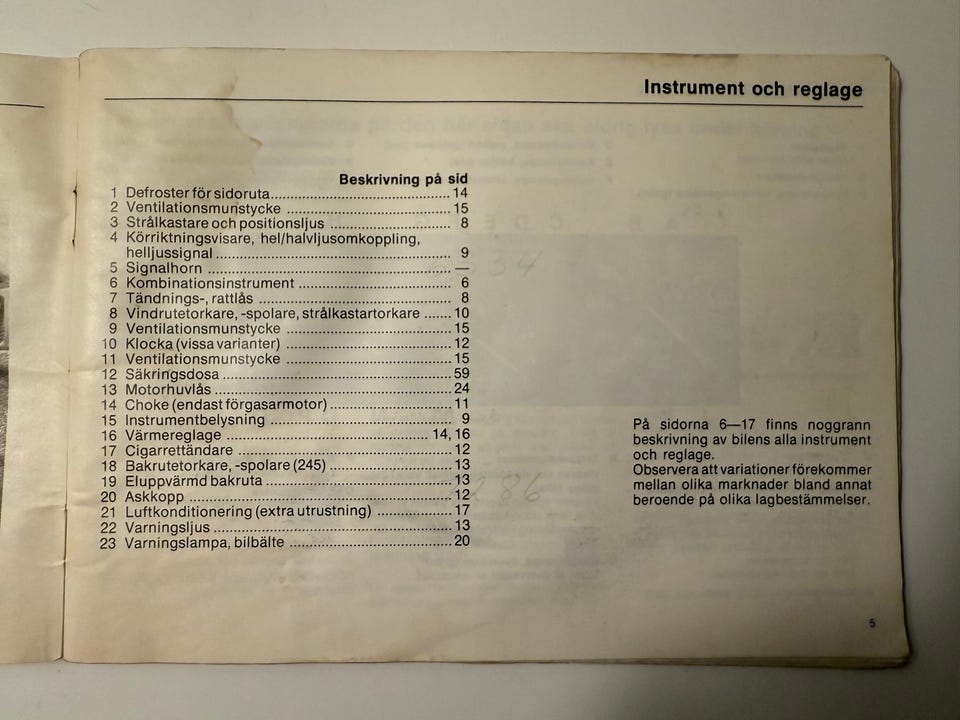 Instrument och reglage
Beskrivning på sid
1 Defroster för sidoruta 14
2 Ventilationsmunstycke 15
3 Strålkastare och positionsljus 8
4 Körriktningsvisare, hel/halvljusomkoppling,
helljussignal 9
5 Signalhorn —
6 Kombinationsinstrument 6
7 Tändnings-, rattlås 8
8 Vindrutetorkare, -spolare, strålkastartorkare 10
9 Ventilationsmunstycke 15
10 Klocka (vissa varianter) 12
11 Ventilationsmunstycke 15
12 Säkringsdosa 59
13 Motorhuvlås 24
14 Choke (endast förgasarmotor) 11
15 Instrumentbelysning 9
16 Värmereglage 14, 16
17 Cigarrettändare 12
18 Bakrutetorkare, -spolare (245) 13
19 Eluppvärmd bakruta 13
20 Askkopp 12
21 Luftkonditionering (extra utrustning) 17
22 Varningsljus 13
23 Varningslampa, bilbälte 20
34
286
På sidorna 6—17 finns noggrann
beskrivning av bilens alla instrument
och reglage.
Observera att variationer förekommer
mellan olika marknader bland annat
beroende på olika lagbestämmelser.
5